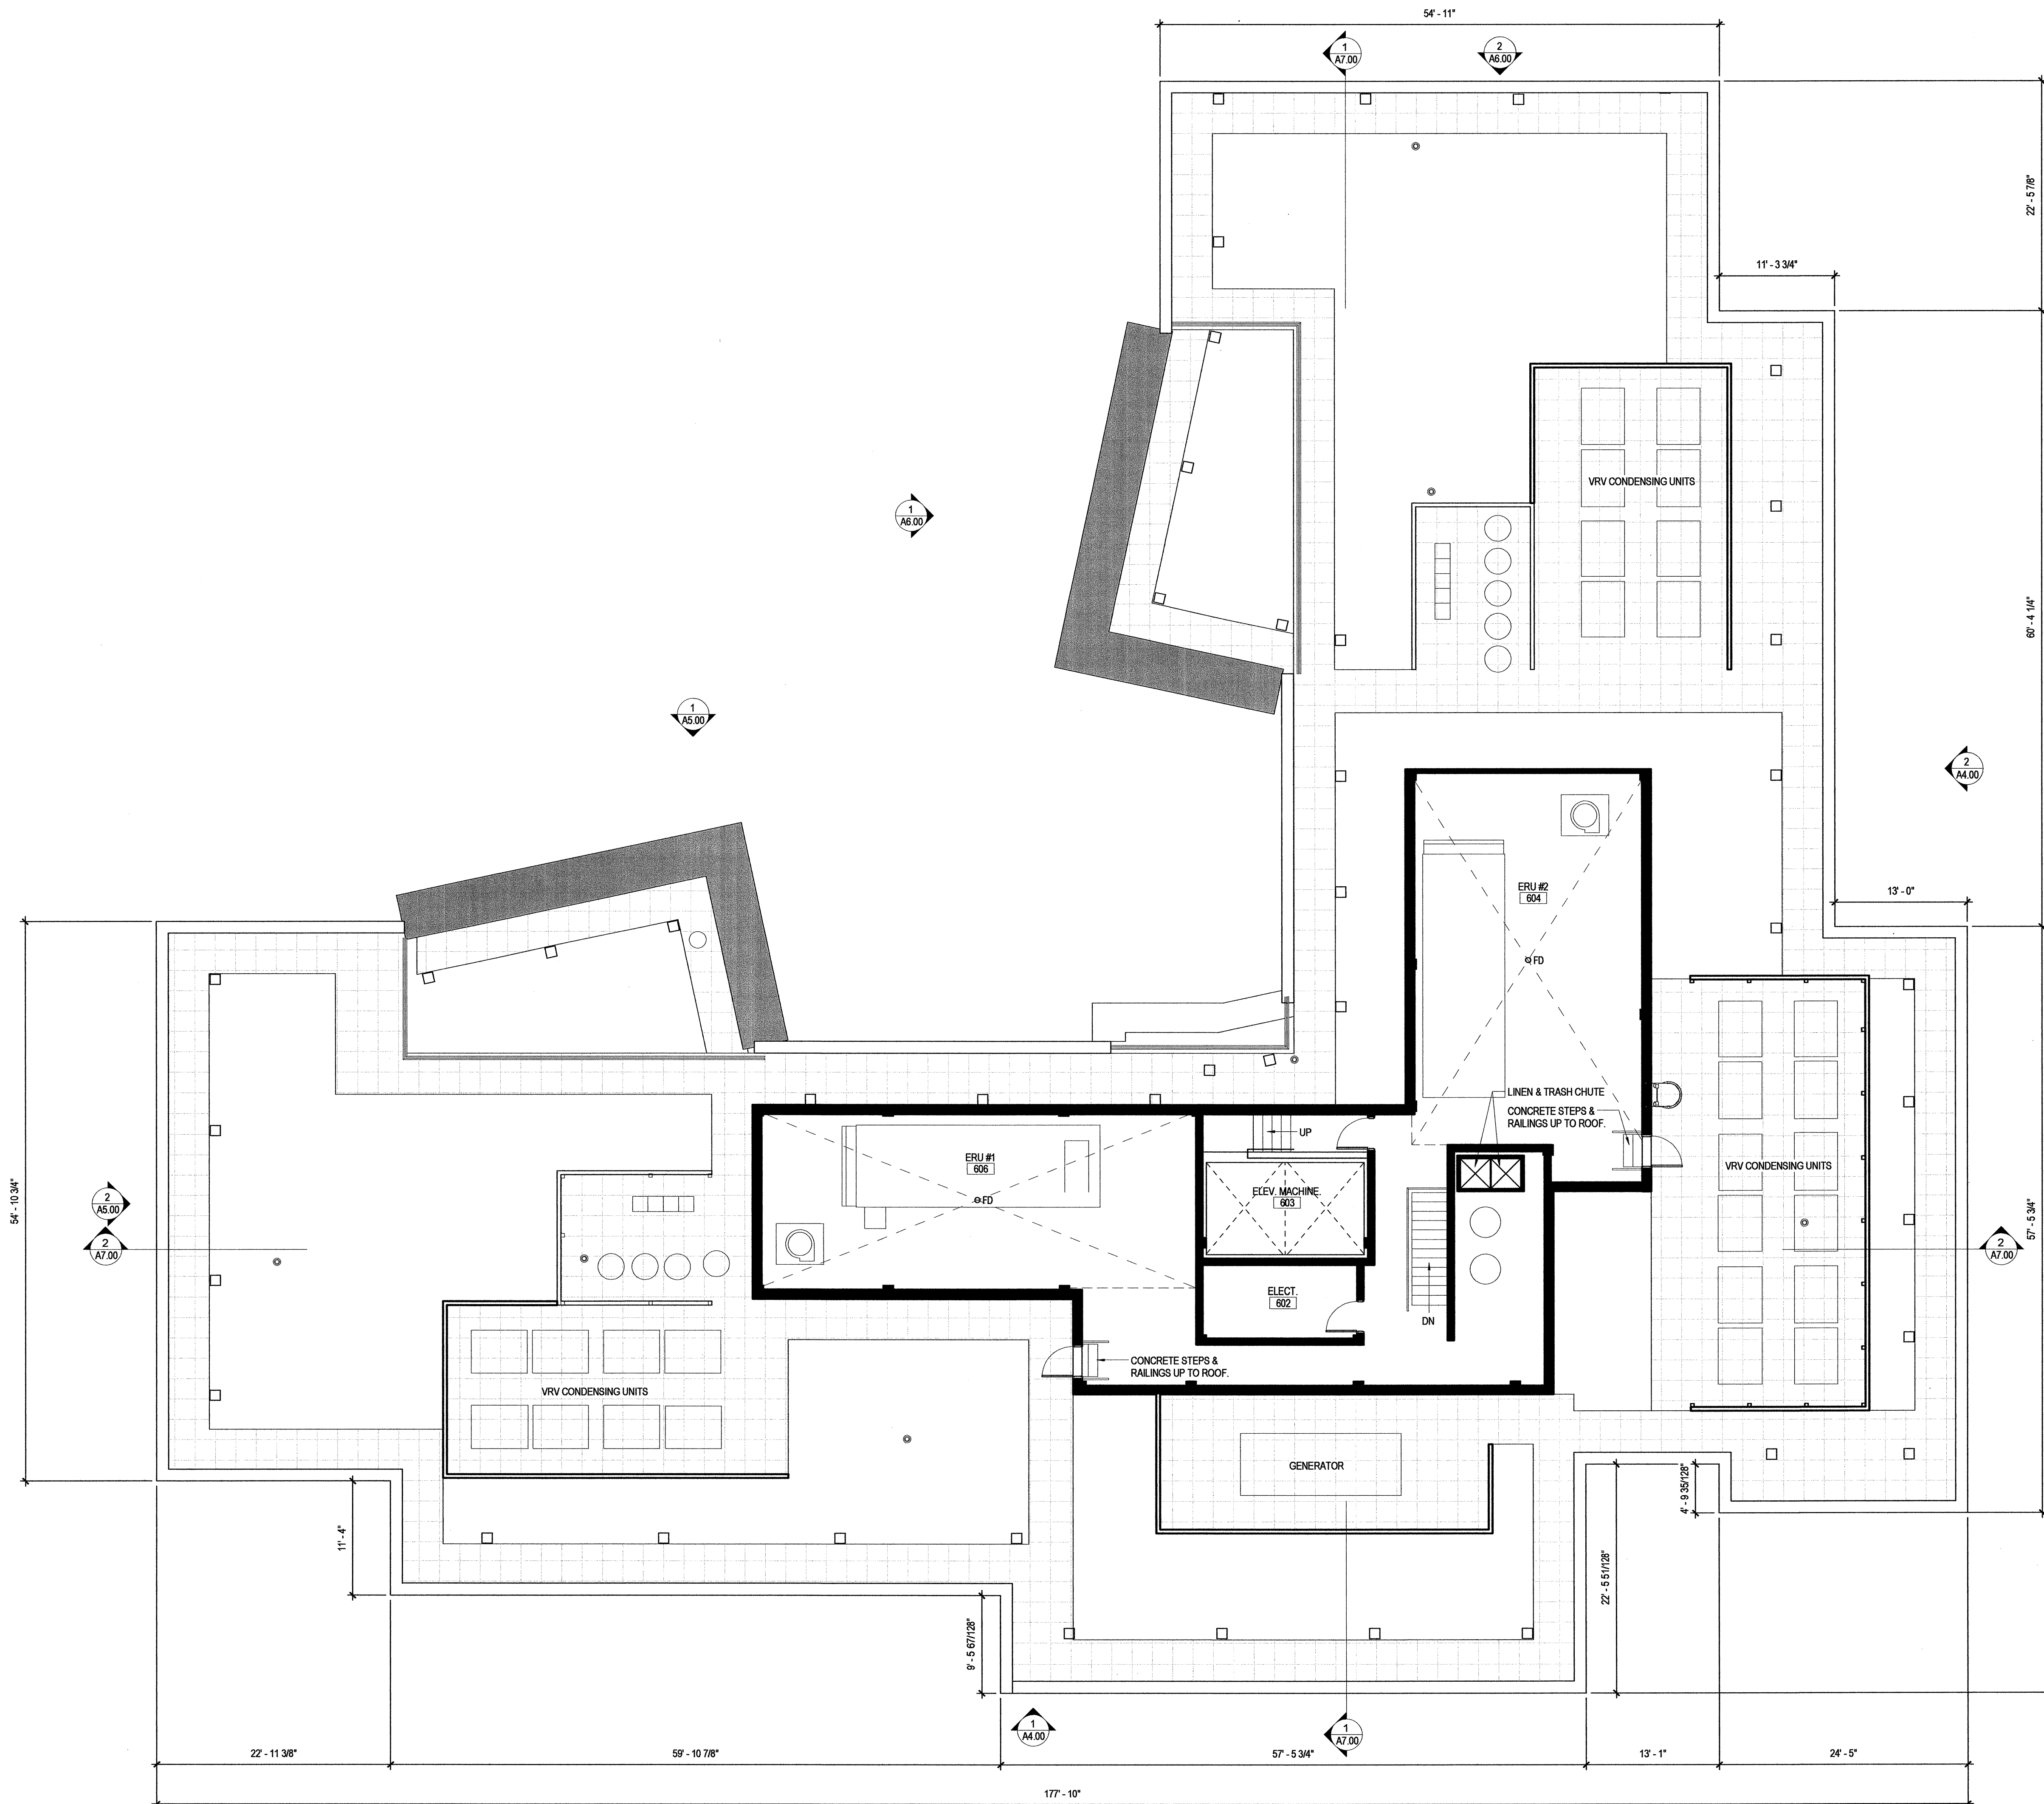 54' - 11"
1
A7.00
2
A6.00
22' - 5 7/8"
11' - 3 3/4"
VRV CONDENSING UNITS
1
A6.00
60' - 4 1/4"
1
A5.00
2
A4.00
ERU #2
604
13' - 0"
FD
LINEN & TRASH CHUTE
CONCRETE STEPS &
RAILINGS UP TO ROOF.
UP
ERU #1
606
FD
VRV CONDENSING UNITS
ELEV. MACHINE.
603
54' - 10 3/4"
2
A5.00
2
A7.00
57' - 5 3/4"
2
A7.00
ELECT.
602
DN
CONCRETE STEPS &
RAILINGS UP TO ROOF.
VRV CONDENSING UNITS
GENERATOR
4' - 9 35/128"
11' - 4"
22' - 5 51/128"
9' - 5 67/128"
1
A4.00
1
A7.00
22' - 11 3/8"
59' - 10 7/8"
57' - 5 3/4"
13' - 1"
24' - 5"
177' - 10"